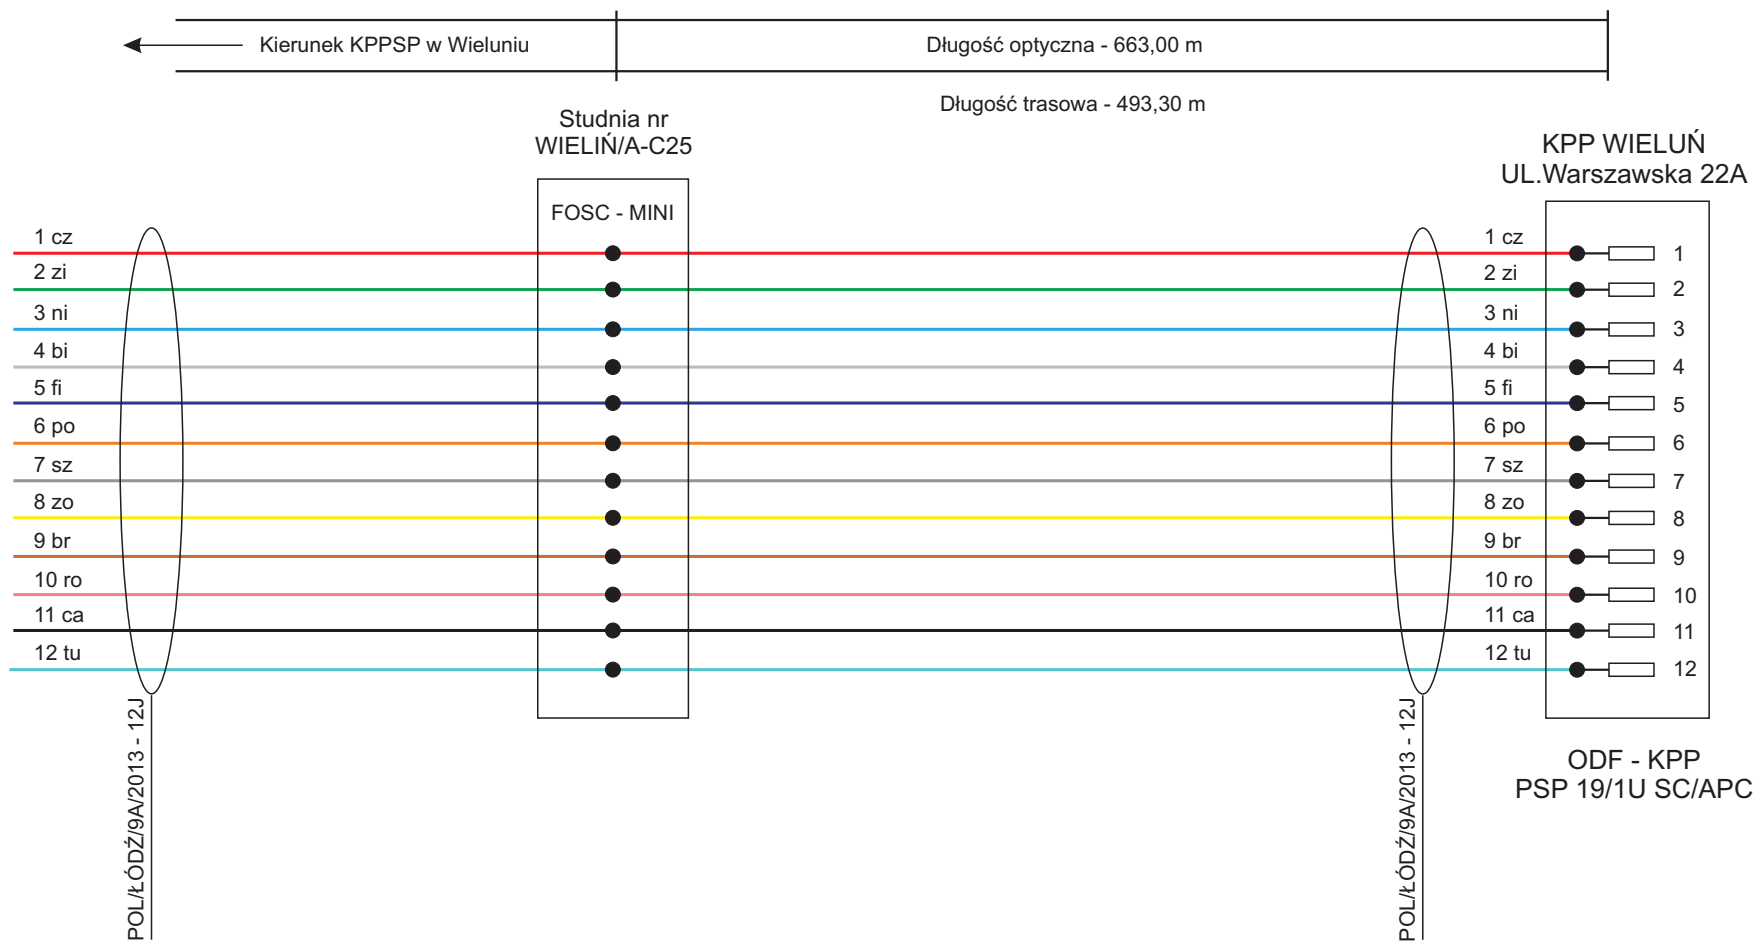 Kierunek KPPSP w Wieluniu
Długość optyczna - 663,00 m
Długość trasowa - 493,30 m
Studnia nr
WIELIŃ/A-C25
KPP WIELUŃ
UL.Warszawska 22A
FOSC - MINI
1 cz
1 cz
1
2 zi
2 zi
2
3 ni
3 ni
3
4 bi
4 bi
4
5 fi
5 fi
5
6 po
6 po
6
7 sz
7 sz
7
8 zo
8 zo
8
9 br
9 br
9
10 ro
10 ro
10
11 ca
11 ca
11
12 tu
12 tu
12
POL/ŁÓDŹ/9A/2013 - 12J
POL/ŁÓDŹ/9A/2013 - 12J
ODF - KPP
PSP 19/1U SC/APC